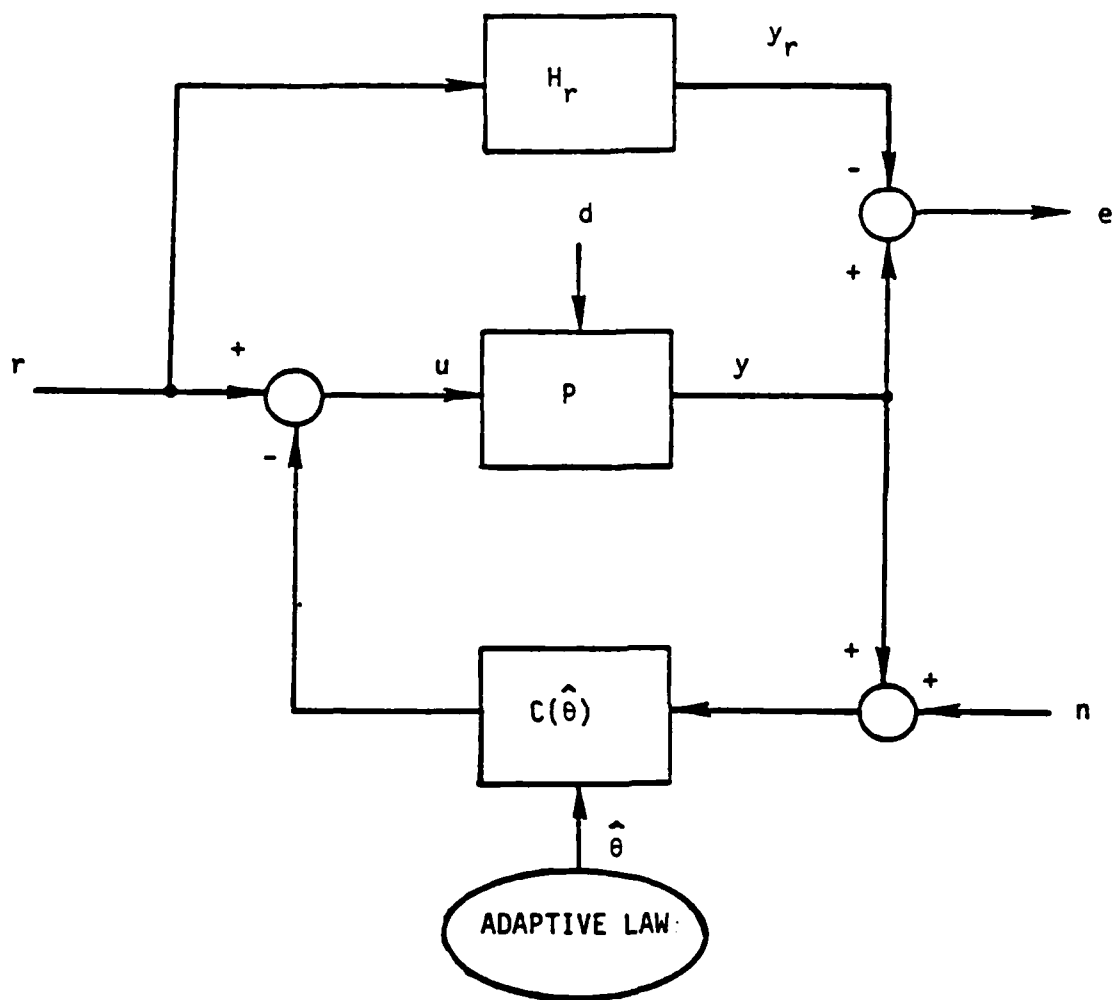 y_r
H_r
-
d
e
+
r
+
u
P
y
-
+
+
C(θ̂)
n
θ̂
ADAPTIVE LAW